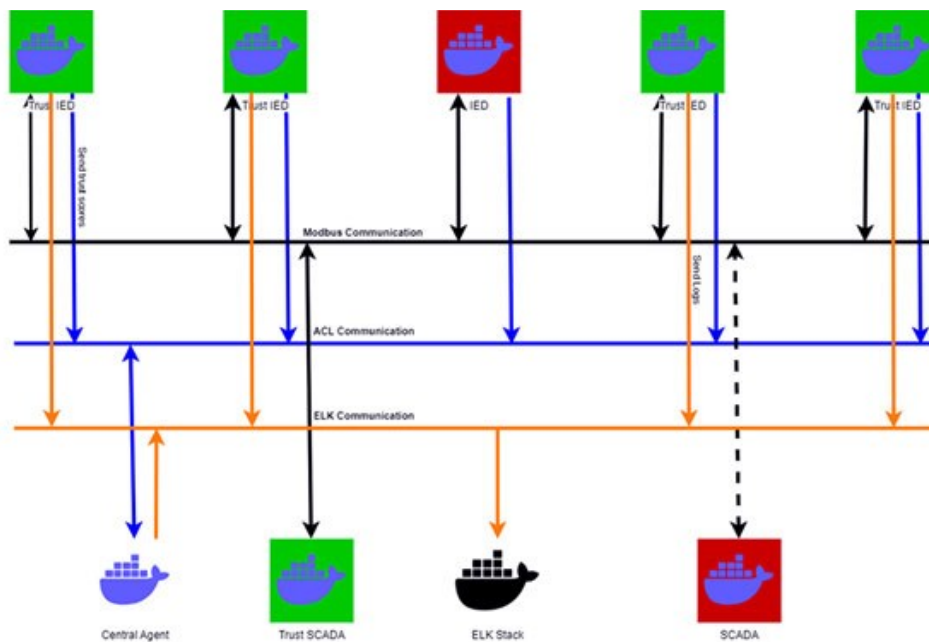 Trust IED
Trust IED
IED
Trust IED
Trust IED
Send trust scores
Modbus Communication
Send Logs
ACL Communication
ELK Communication
Central Agent
Trust SCADA
ELK Stack
SCADA